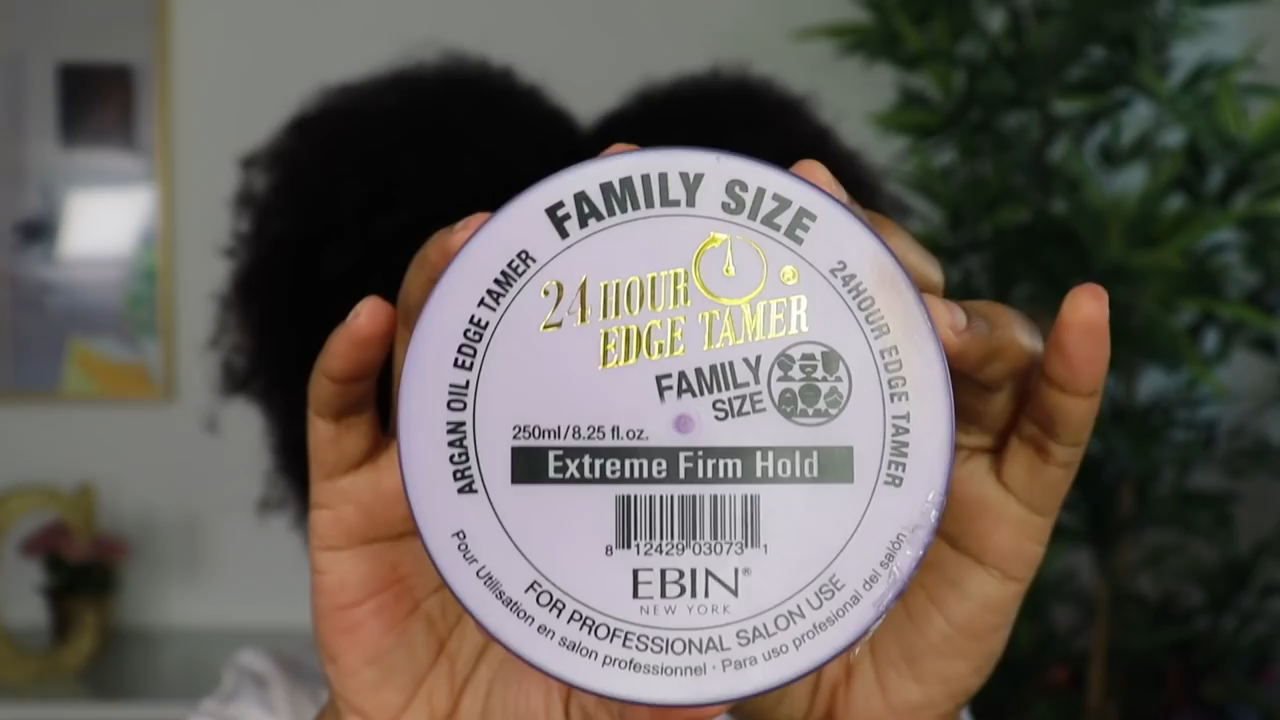 FAMILY SIZE
ARGAN OIL EDGE TAMER
24HOUR EDGE TAMER
24 HOUR ®
EDGE TAMER
FAMILY
SIZE
250ml/8.25 fl.oz.
Extreme Firm Hold
8 12429 03073 1
EBIN®
NEW YORK
FOR PROFESSIONAL SALON USE
Pour Utilisation en salon professionnel · Para uso profesional del salón